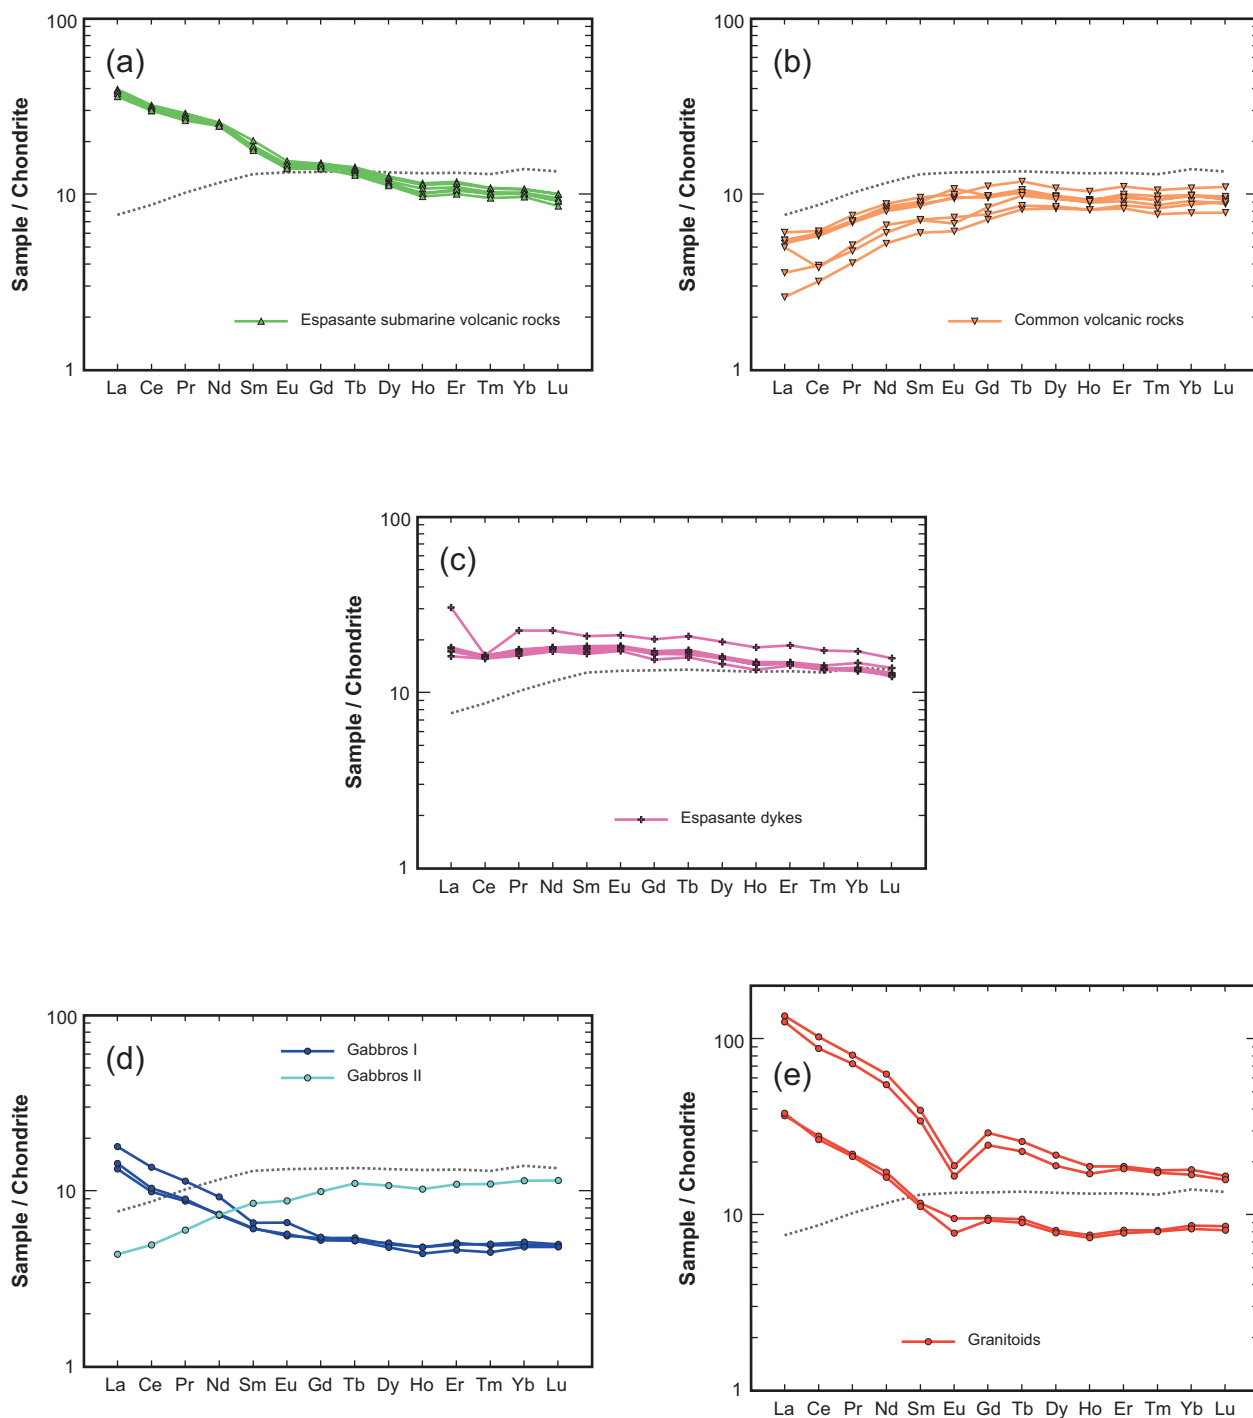 100
(a)
10
1
Sample / Chondrite
Espasante submarine volcanic rocks
La Ce Pr Nd Sm Eu Gd Tb Dy Ho Er Tm Yb Lu
100
(b)
10
1
Sample / Chondrite
Common volcanic rocks
La Ce Pr Nd Sm Eu Gd Tb Dy Ho Er Tm Yb Lu
100
(c)
10
1
Sample / Chondrite
Espasante dykes
La Ce Pr Nd Sm Eu Gd Tb Dy Ho Er Tm Yb Lu
100
(d)
10
1
Sample / Chondrite
Gabbros I
Gabbros II
La Ce Pr Nd Sm Eu Gd Tb Dy Ho Er Tm Yb Lu
100
(e)
10
1
Sample / Chondrite
Granitoids
La Ce Pr Nd Sm Eu Gd Tb Dy Ho Er Tm Yb Lu